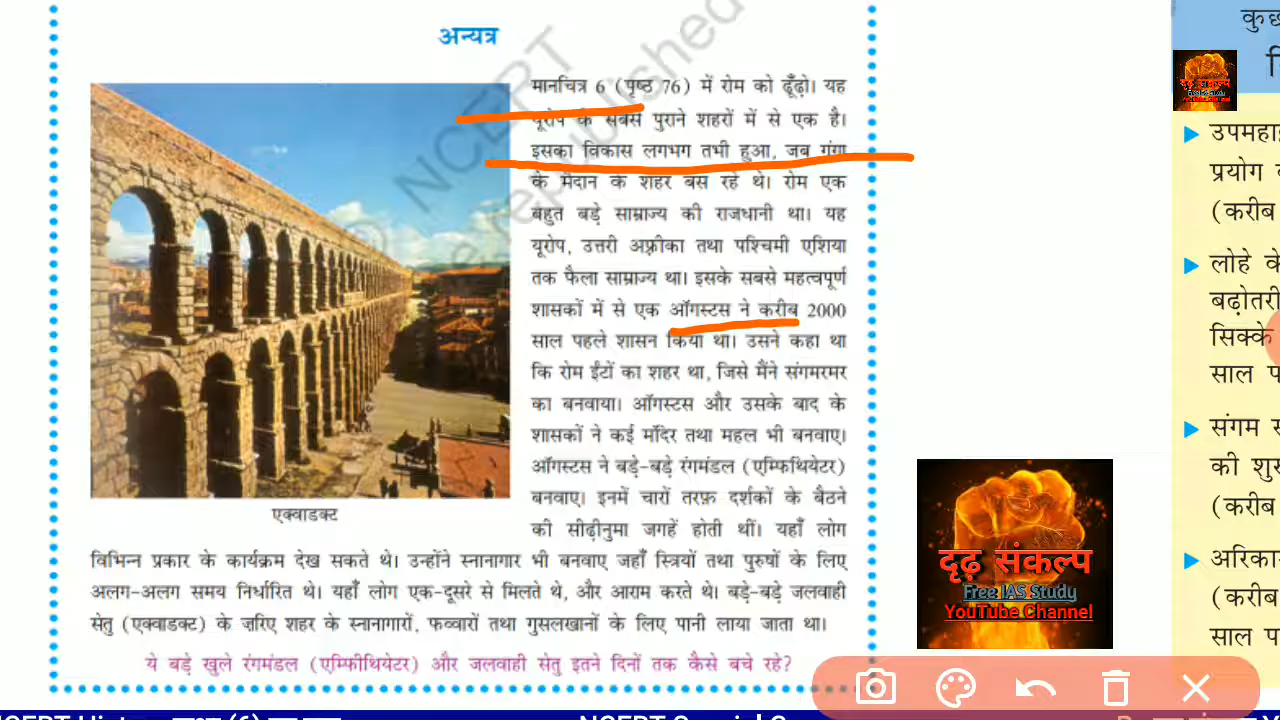 अन्यत्र
मानचित्र 6 (पृष्ठ 76) में रोम को ढूँढ़ो। यह
यूरोप के सबसे पुराने शहरों में से एक है।
इसका विकास लगभग तभी हुआ, जब गंगा
के मैदान के शहर बस रहे थे। रोम एक
बहुत बड़े साम्राज्य की राजधानी था। यह
यूरोप, उत्तरी अफ़्रीका तथा पश्चिमी एशिया
तक फैला साम्राज्य था। इसके सबसे महत्वपूर्ण
शासकों में से एक ऑगस्टस ने करीब 2000
साल पहले शासन किया था। उसने कहा था
कि रोम ईंटों का शहर था, जिसे मैंने संगमरमर
का बनवाया। ऑगस्टस और उसके बाद के
शासकों ने कई मंदिर तथा महल भी बनवाए।
ऑगस्टस ने बड़े-बड़े रंगमंडल (एम्फिथियेटर)
बनवाए। इनमें चारों तरफ़ दर्शकों के बैठने
की सीढ़ीनुमा जगहें होती थीं। यहाँ लोग
विभिन्न प्रकार के कार्यक्रम देख सकते थे। उन्होंने स्नानागार भी बनवाए जहाँ स्त्रियों तथा पुरुषों के लिए
अलग-अलग समय निर्धारित थे। यहाँ लोग एक-दूसरे से मिलते थे, और आराम करते थे। बड़े-बड़े जलवाही
सेतु (एक्वाडक्ट) के ज़रिए शहर के स्नानागारों, फव्वारों तथा गुसलखानों के लिए पानी लाया जाता था।
एक्वाडक्ट
ये बड़े खुले रंगमंडल (एम्फ़ीथियेटर) और जलवाही सेतु इतने दिनों तक कैसे बचे रहे?
NCERT
republished
दृढ़ संकल्प
Free IAS Study
YouTube Channel
प्रयोग
(करीब
लोहे के
बढ़ोतरी
सिक्के
साल
संगम
की
(करीब
(करीब
साल